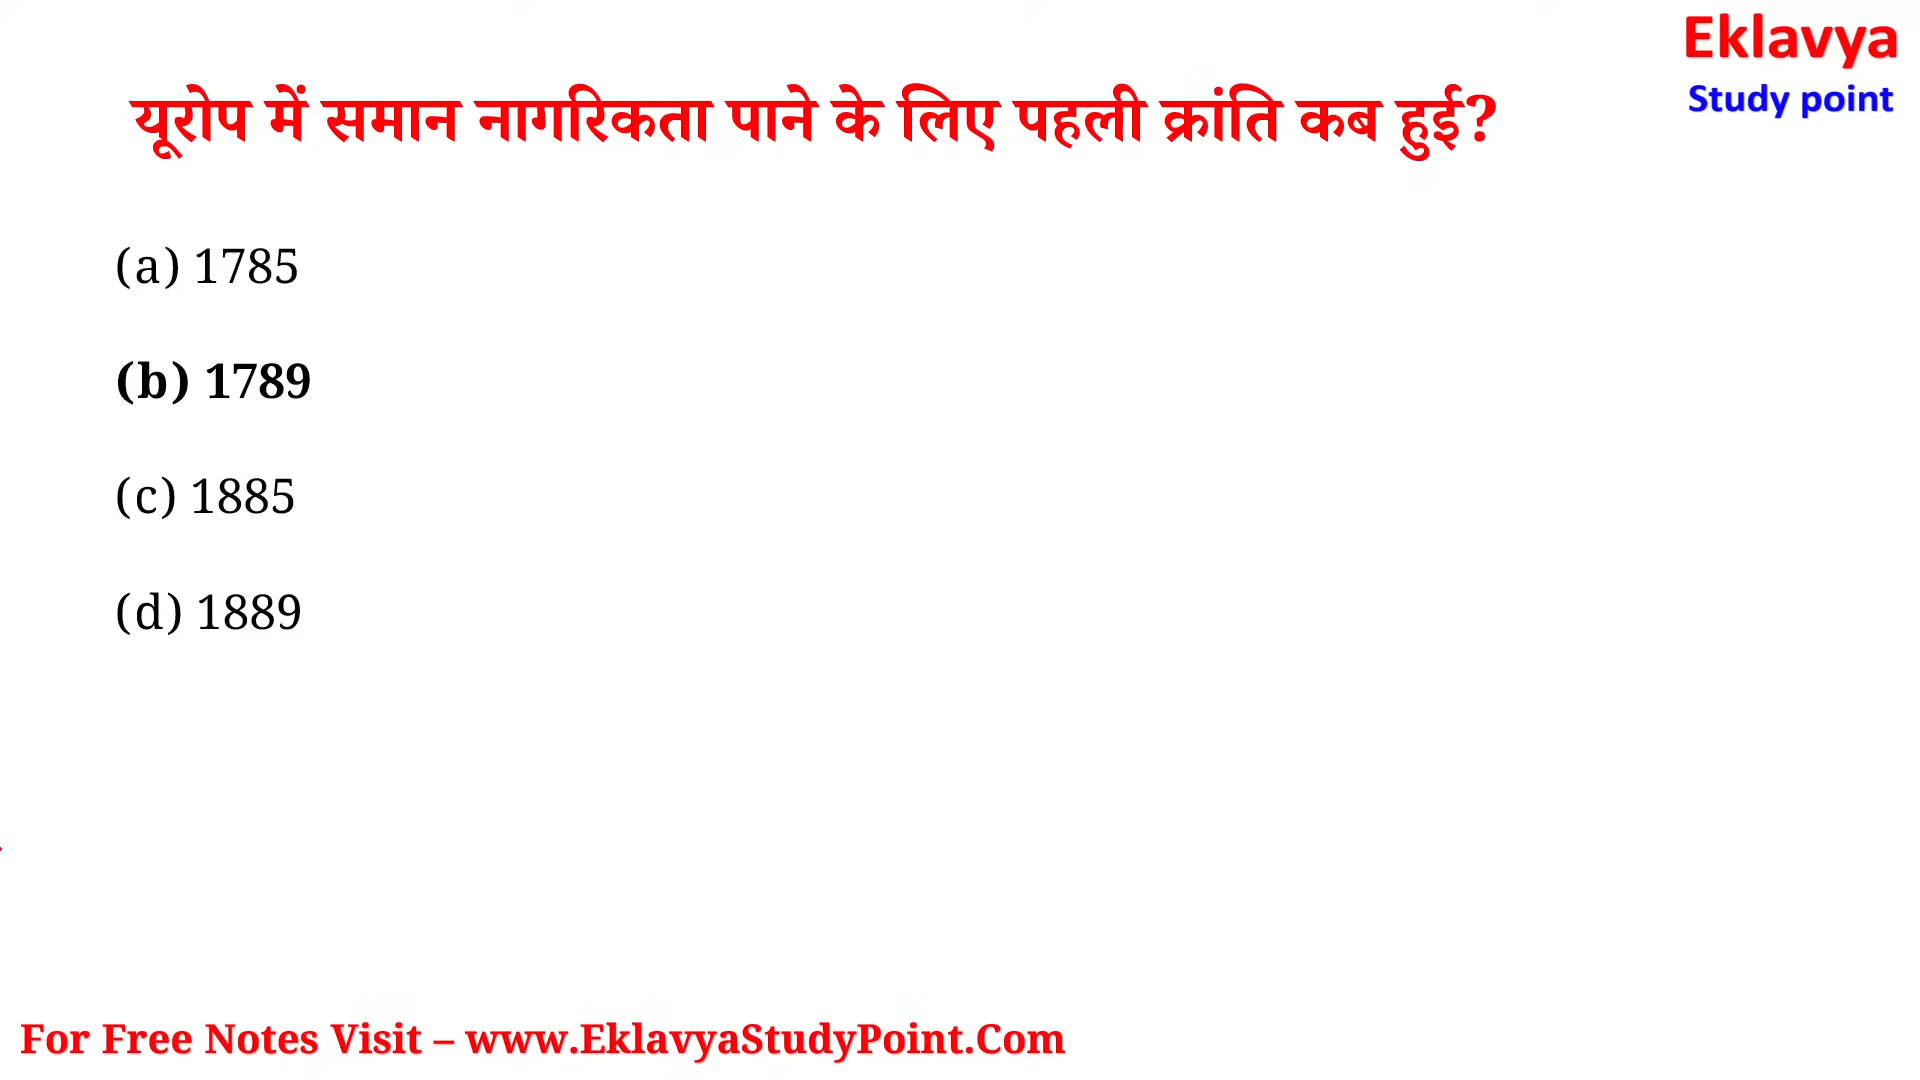 Eklavya
Study point
यूरोप में समान नागरिकता पाने के लिए पहली क्रांति कब हुई?
(a) 1785
(b) 1789
(c) 1885
(d) 1889
For Free Notes Visit – www.EklavyaStudyPoint.Com